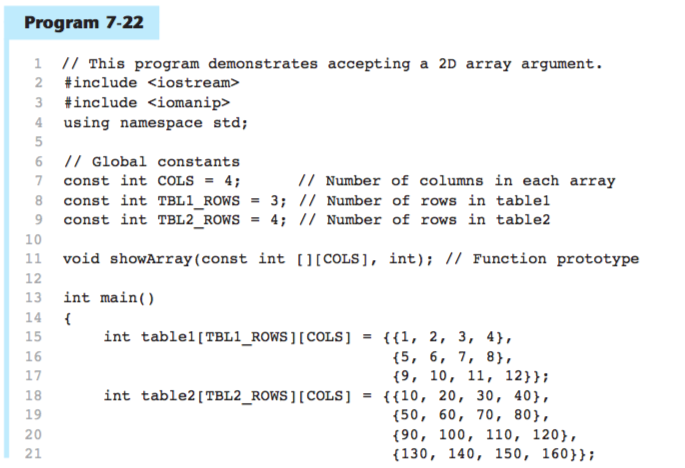 Program 7-22
1 // This program demonstrates accepting a 2D array argument.
2 #include <iostream>
3 #include <iomanip>
4 using namespace std;
5
6 // Global constants
7 const int COLS = 4; // Number of columns in each array
8 const int TBL1_ROWS = 3; // Number of rows in table1
9 const int TBL2_ROWS = 4; // Number of rows in table2
10
11 void showArray(const int [][COLS], int); // Function prototype
12
13 int main()
14 {
15 int table1[TBL1_ROWS][COLS] = {{1, 2, 3, 4},
16 {5, 6, 7, 8},
17 {9, 10, 11, 12}};
18 int table2[TBL2_ROWS][COLS] = {{10, 20, 30, 40},
19 {50, 60, 70, 80},
20 {90, 100, 110, 120},
21 {130, 140, 150, 160}};